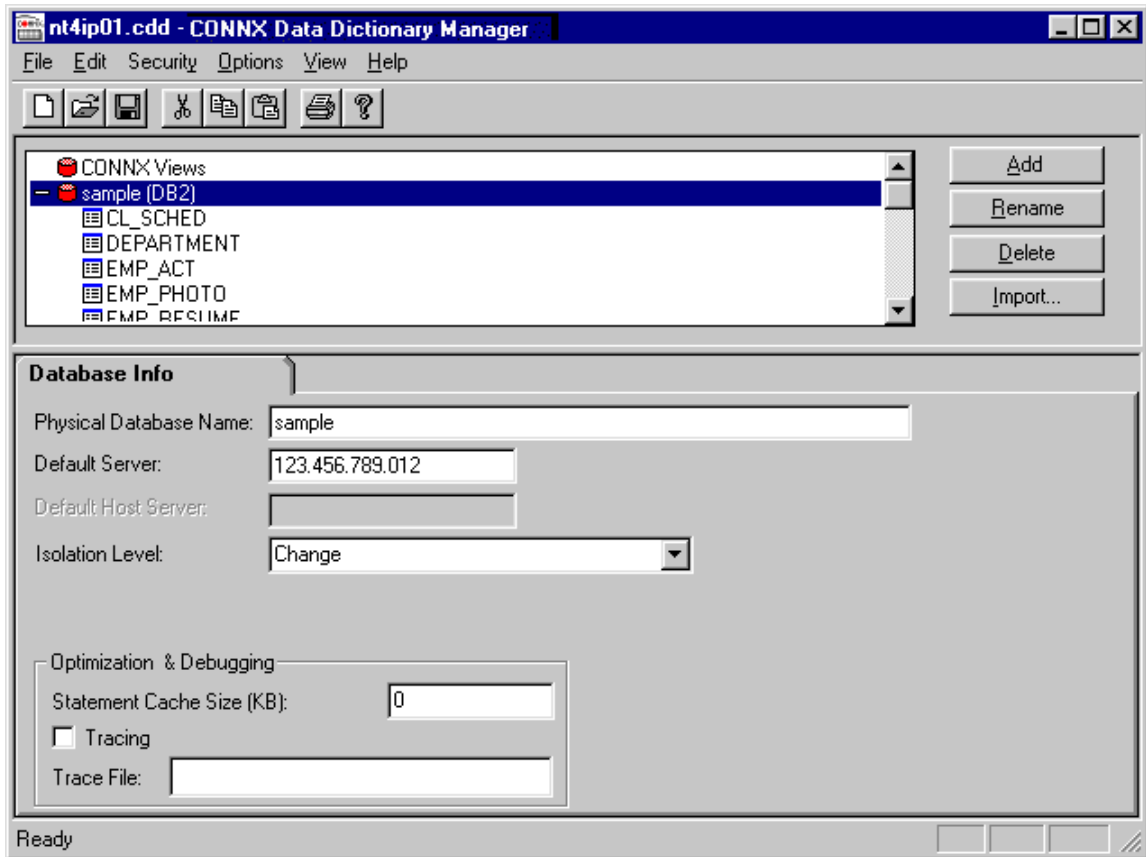 nt4ip01.cdd - CONNX Data Dictionary Manager
File Edit Security Options View Help
CONNX Views
sample (DB2)
CL_SCHED
DEPARTMENT
EMP_ACT
EMP_PHOTO
EMP_RESUME
Add
Rename
Delete
Import...
Database Info
Physical Database Name: sample
Default Server: 123.456.789.012
Default Host Server:
Isolation Level: Change
Optimization & Debugging
Statement Cache Size (KB): 0
Tracing
Trace File:
Ready